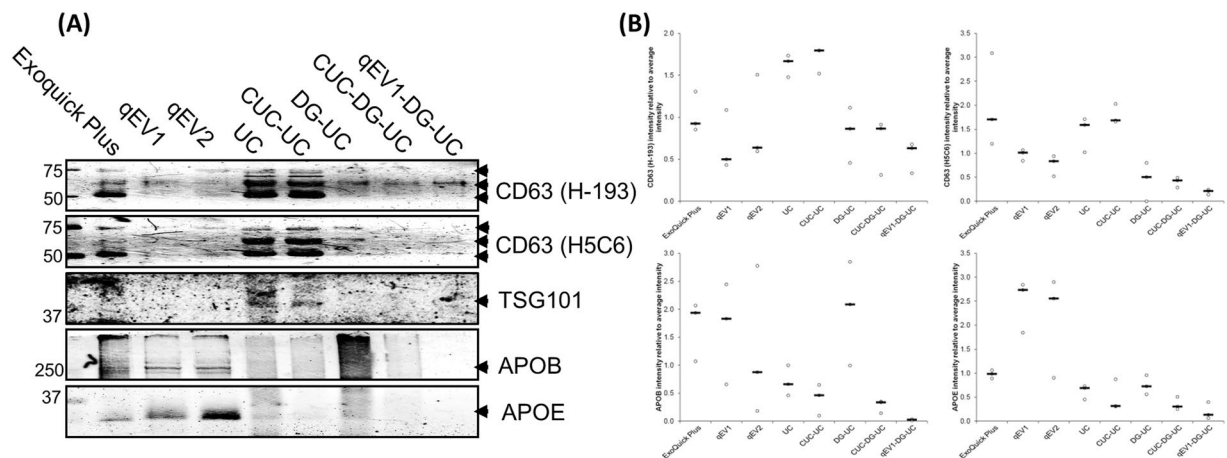 (A)
Exoquick Plus
qEV1
qEV2
UC
CUC-UC
DG-UC
CUC-DG-UC
qEV1-DG-UC
75
50
CD63 (H-193)
75
50
CD63 (H5C6)
37
TSG101
250
APOB
37
APOE
(B)
CD63 (H-193) intensity relative to average
intensity
2.0
1.5
1.0
0.5
0.0
ExoQuick Plus
qEV1
qEV2
UC
CUC-UC
DG-UC
CUC-DG-UC
qEV1-DG-UC
CD63 (H5C6) intensity relative to average
intensity
3.5
3.0
2.5
2.0
1.5
1.0
0.5
0.0
ExoQuick Plus
qEV1
qEV2
UC
CUC-UC
DG-UC
CUC-DG-UC
qEV1-DG-UC
APOB intensity relative to average intensity
3.0
2.5
2.0
1.5
1.0
0.5
0.0
ExoQuick Plus
qEV1
qEV2
UC
CUC-UC
DG-UC
CUC-DG-UC
qEV1-DG-UC
APOE intensity relative to average intensity
3.5
3.0
2.5
2.0
1.5
1.0
0.5
0.0
ExoQuick Plus
qEV1
qEV2
UC
CUC-UC
DG-UC
CUC-DG-UC
qEV1-DG-UC